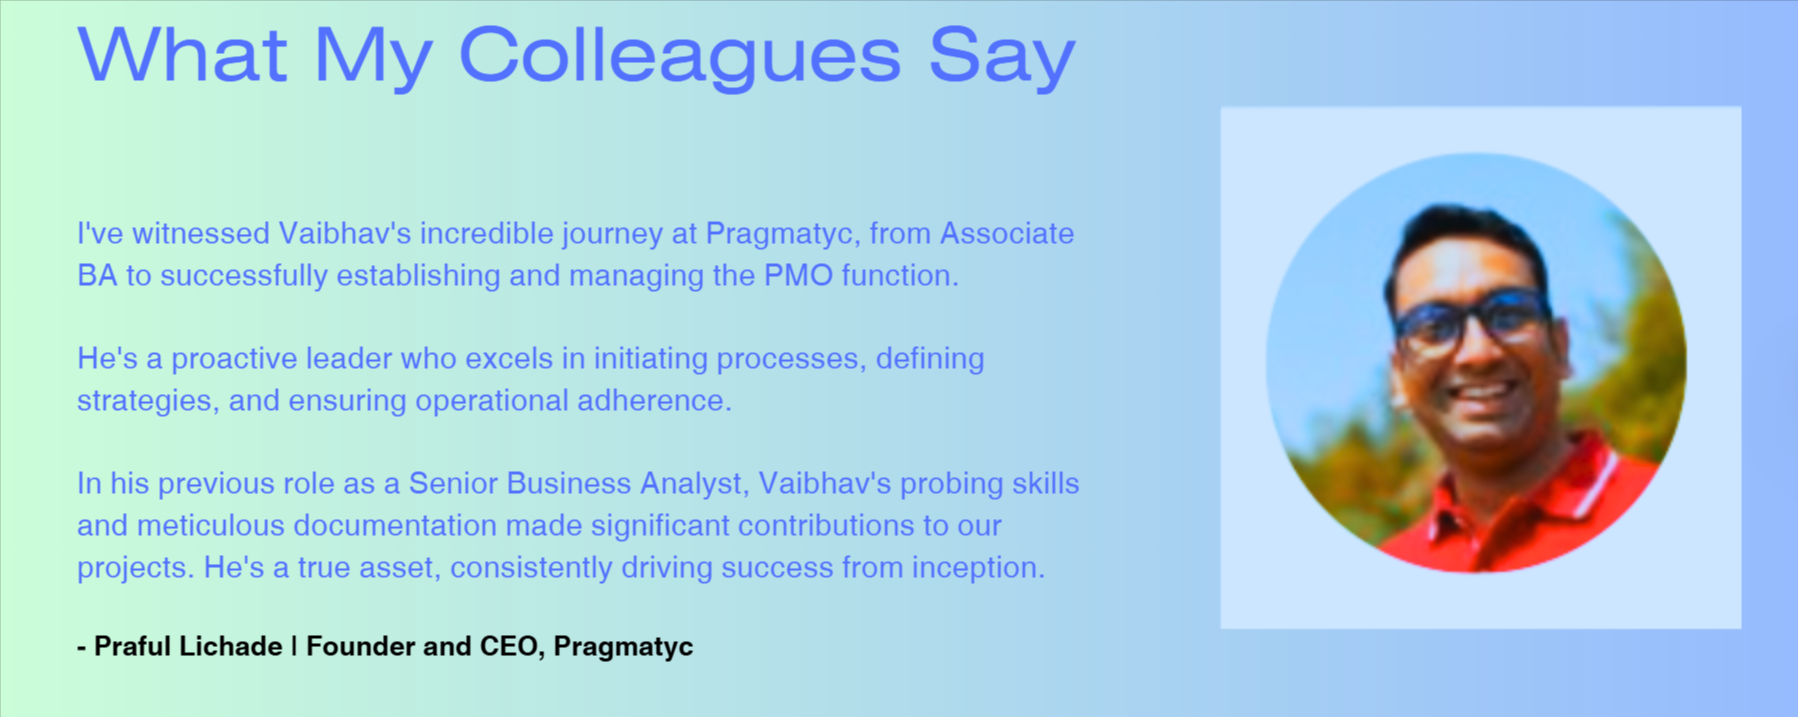 What My Colleagues Say
I've witnessed Vaibhav's incredible journey at Pragmatyc, from Associate
BA to successfully establishing and managing the PMO function.
He's a proactive leader who excels in initiating processes, defining
strategies, and ensuring operational adherence.
In his previous role as a Senior Business Analyst, Vaibhav's probing skills
and meticulous documentation made significant contributions to our
projects. He's a true asset, consistently driving success from inception.
- Praful Lichade | Founder and CEO, Pragmatyc